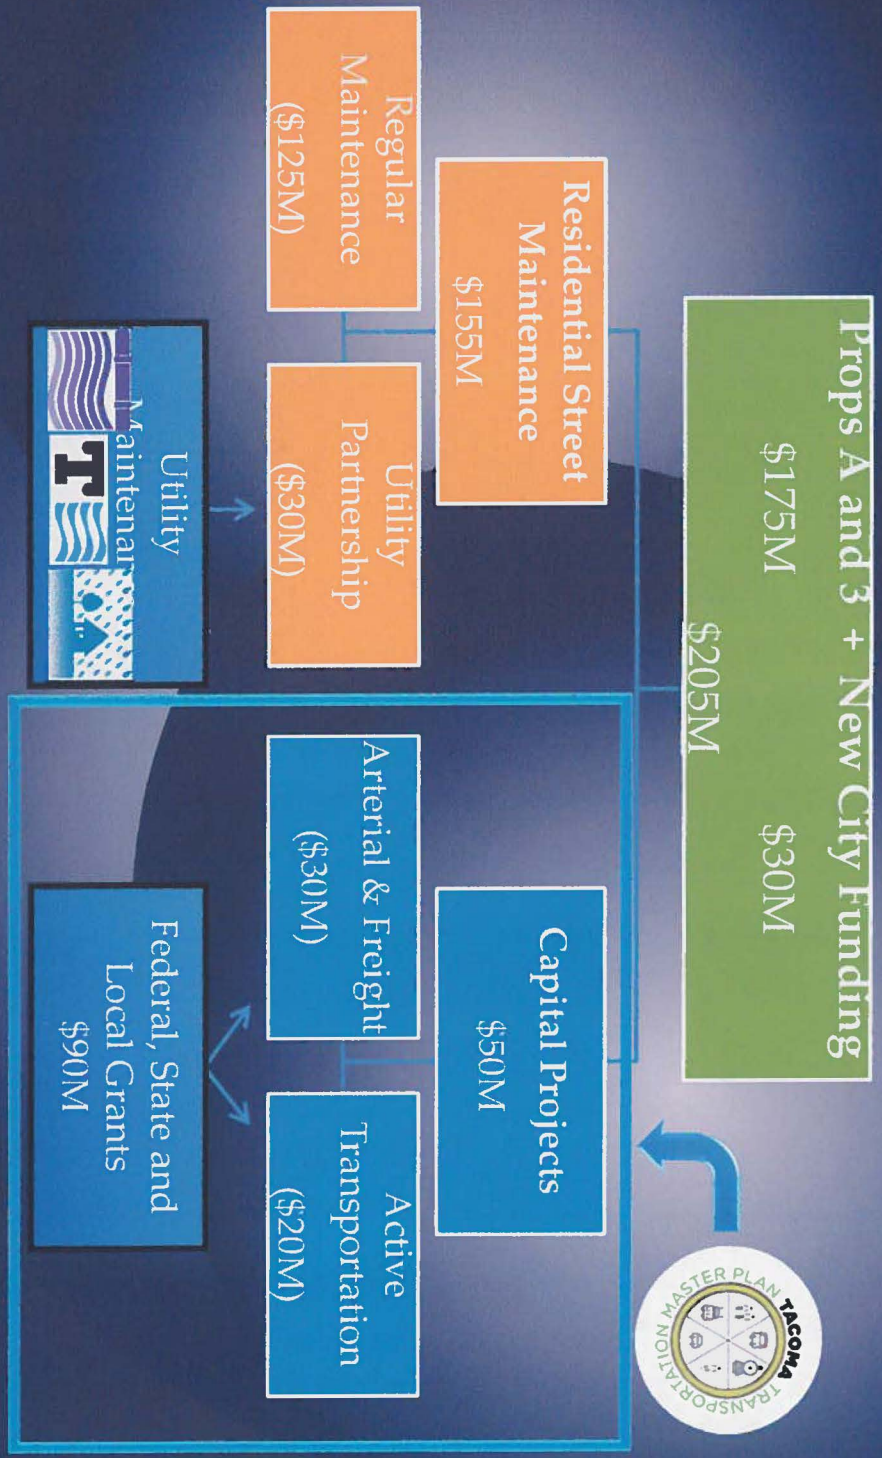 Props A and 3 + New City Funding
$175M $30M
$205M
Residential Street
Maintenance
$155M
Regular
Maintenance
($125M)
Utility
Partnership
($30M)
Utility
Maintenan
T
Capital Projects
$50M
Arterial & Freight
($30M)
Active
Transportation
($20M)
Federal, State and
Local Grants
$90M
TACOMA
TRANSPORTATION MASTER PLAN